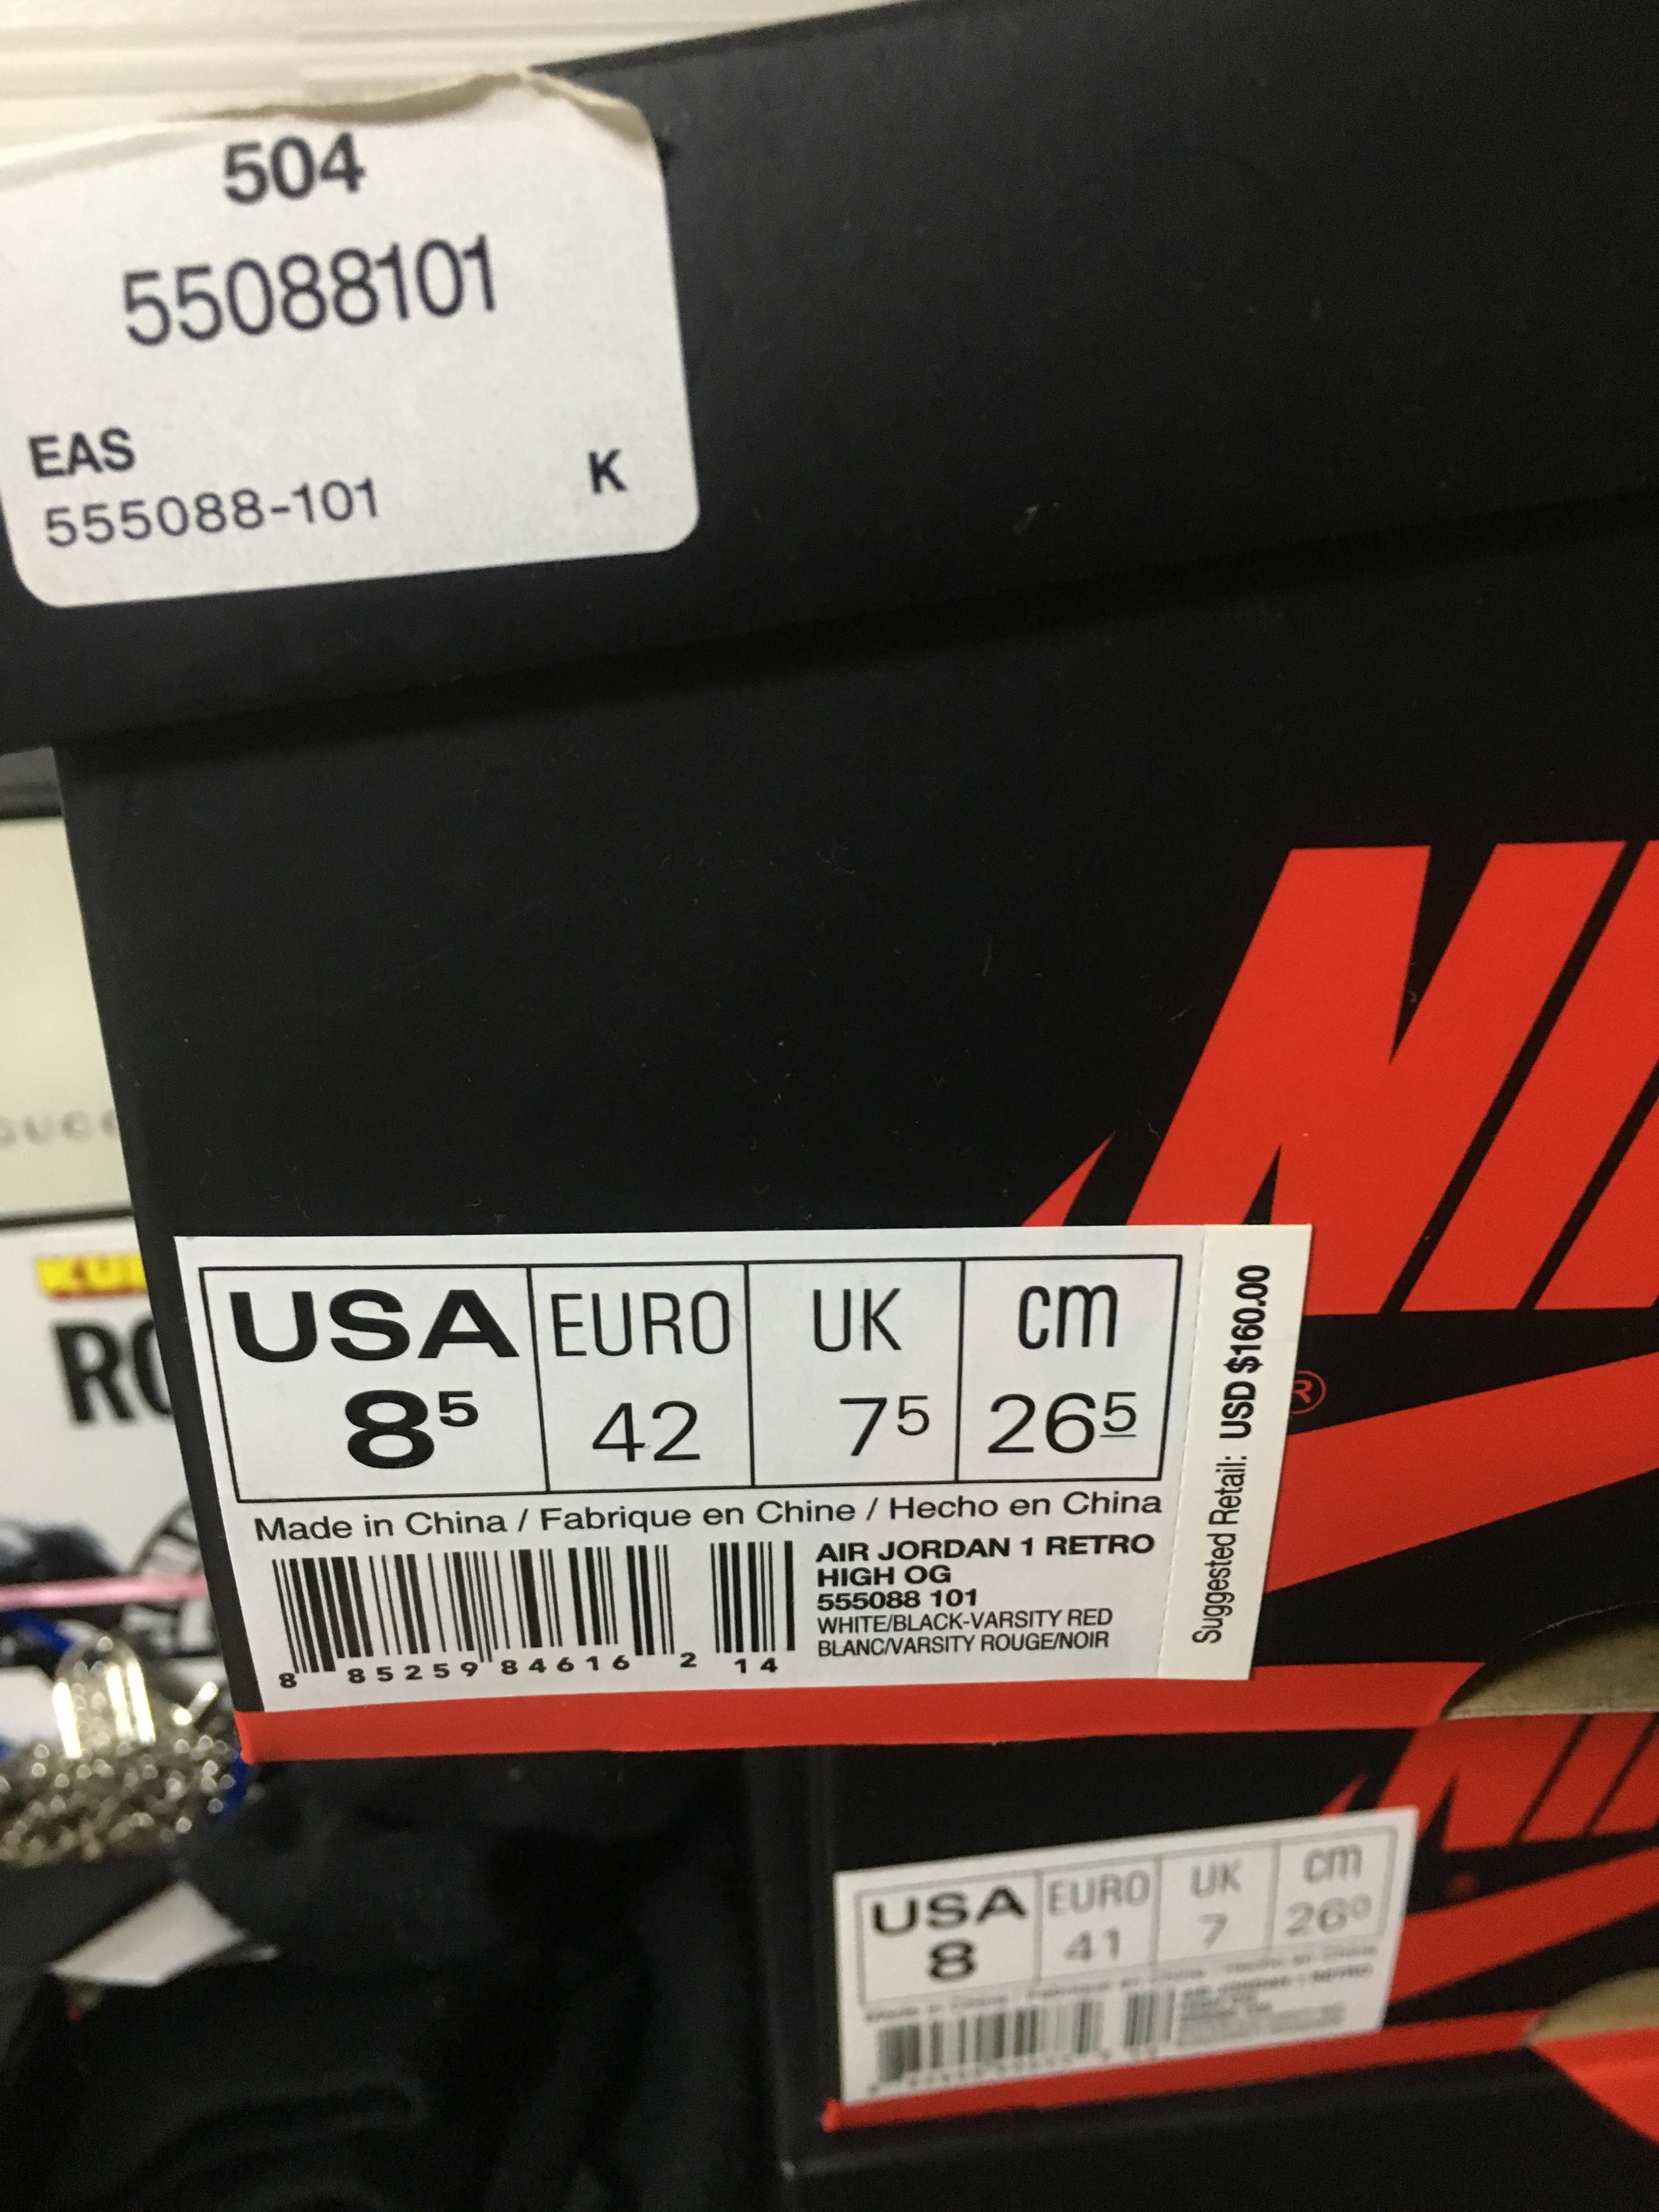 504
55088101
EAS
K
555088-101
USA EURO UK cm
8⁵ 42 7⁵ 26⁵
Made in China / Fabrique en Chine / Hecho en China
AIR JORDAN 1 RETRO
HIGH OG
555088 101
WHITE/BLACK-VARSITY RED
BLANC/VARSITY ROUGE/NOIR
8 85259 84616 2 14
Suggested Retail: USD $160.00
®
USA EURO UK cm
8 41 7 26⁰